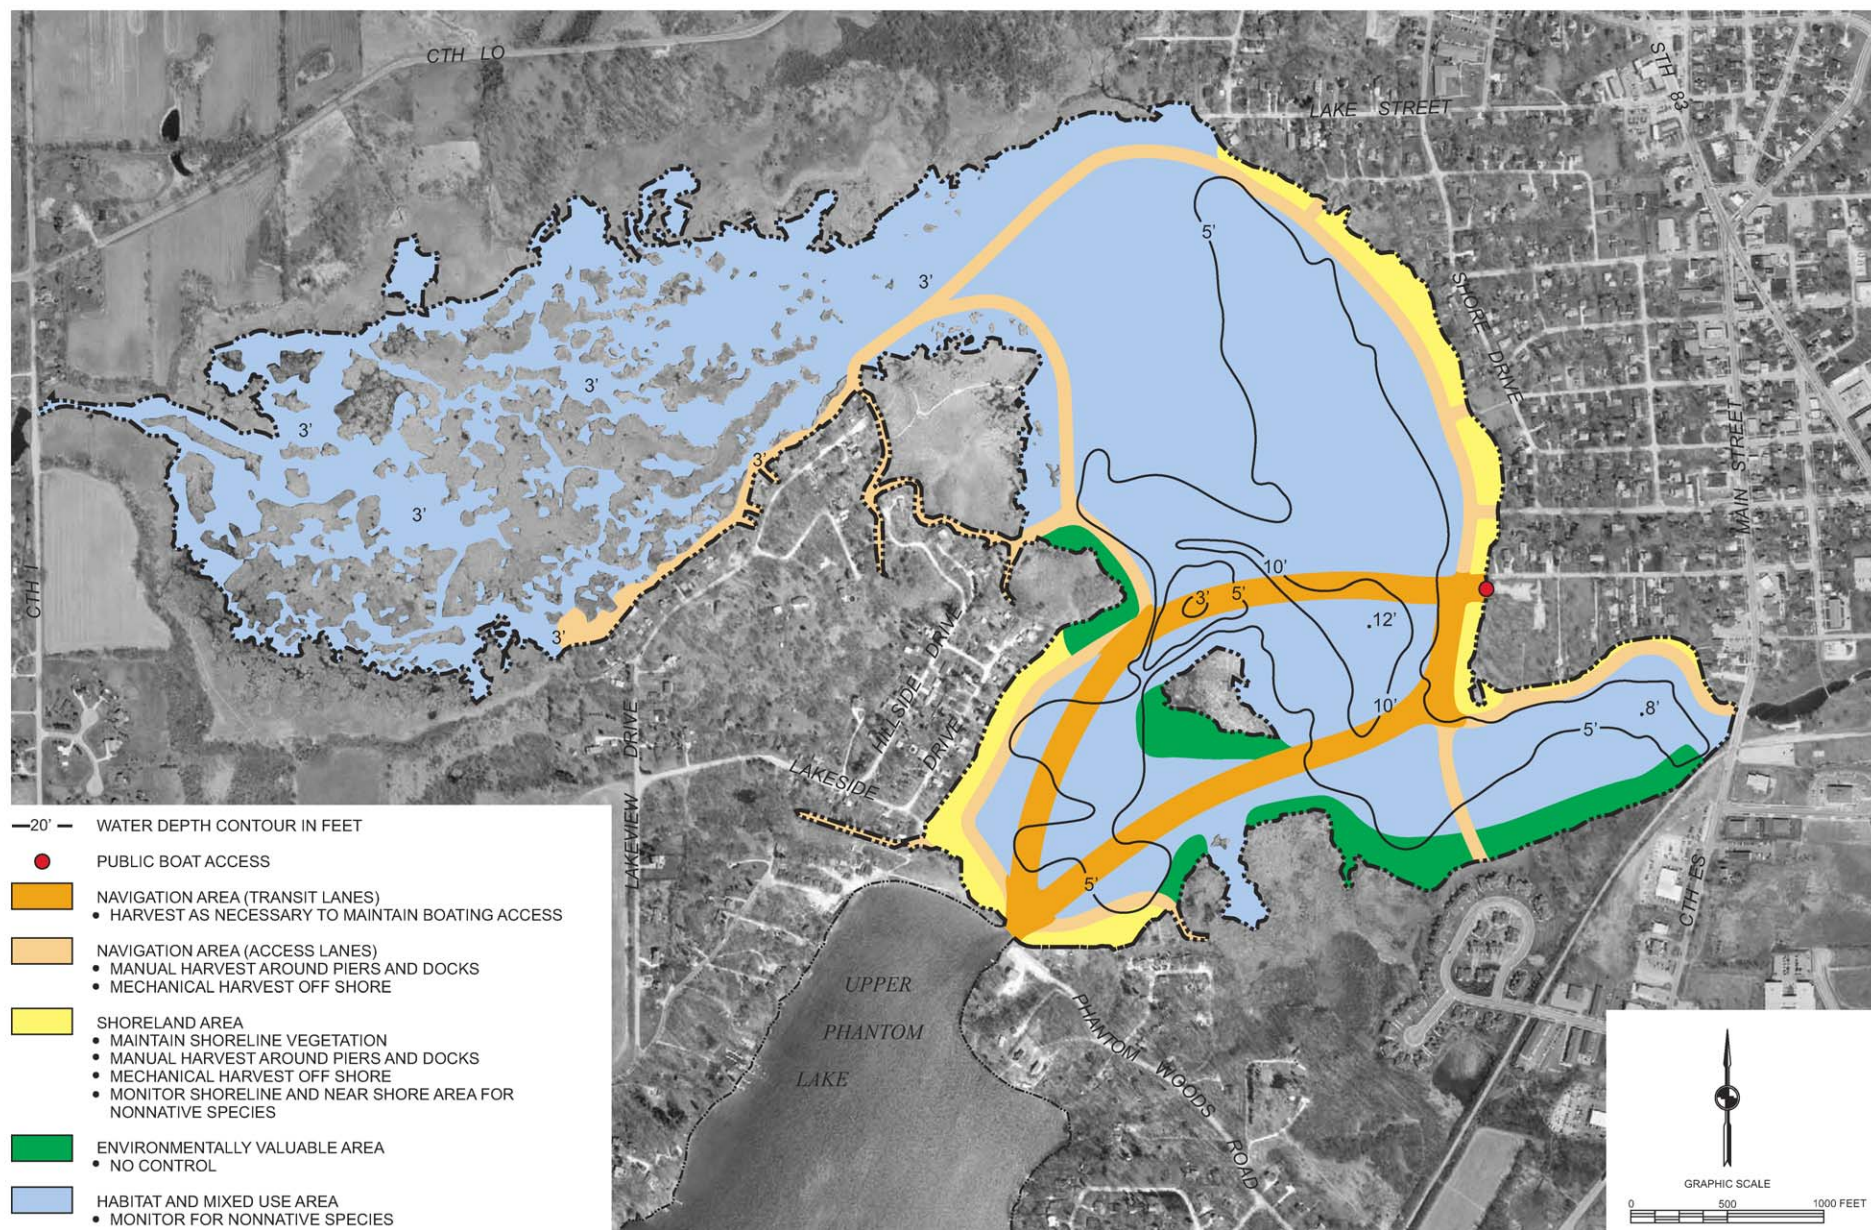 CTH LO
LAKE STREET
STH 83
5'
3'
SHORE DRIVE
3'
3'
3'
3'
MAIN STREET
CTH I
10'
3'
5'
12'
3'
HILLSIDE DRIVE
10'
8'
5'
LAKEVIEW DRIVE
LAKESIDE DRIVE
5'
CTH ES
UPPER
PHANTOM
LAKE
PHANTOM WOODS ROAD
20'
WATER DEPTH CONTOUR IN FEET
PUBLIC BOAT ACCESS
NAVIGATION AREA (TRANSIT LANES)
• HARVEST AS NECESSARY TO MAINTAIN BOATING ACCESS
NAVIGATION AREA (ACCESS LANES)
• MANUAL HARVEST AROUND PIERS AND DOCKS
• MECHANICAL HARVEST OFF SHORE
SHORELAND AREA
• MAINTAIN SHORELINE VEGETATION
• MANUAL HARVEST AROUND PIERS AND DOCKS
• MECHANICAL HARVEST OFF SHORE
• MONITOR SHORELINE AND NEAR SHORE AREA FOR
NONNATIVE SPECIES
ENVIRONMENTALLY VALUABLE AREA
• NO CONTROL
HABITAT AND MIXED USE AREA
• MONITOR FOR NONNATIVE SPECIES
GRAPHIC SCALE
0 500 1000 FEET